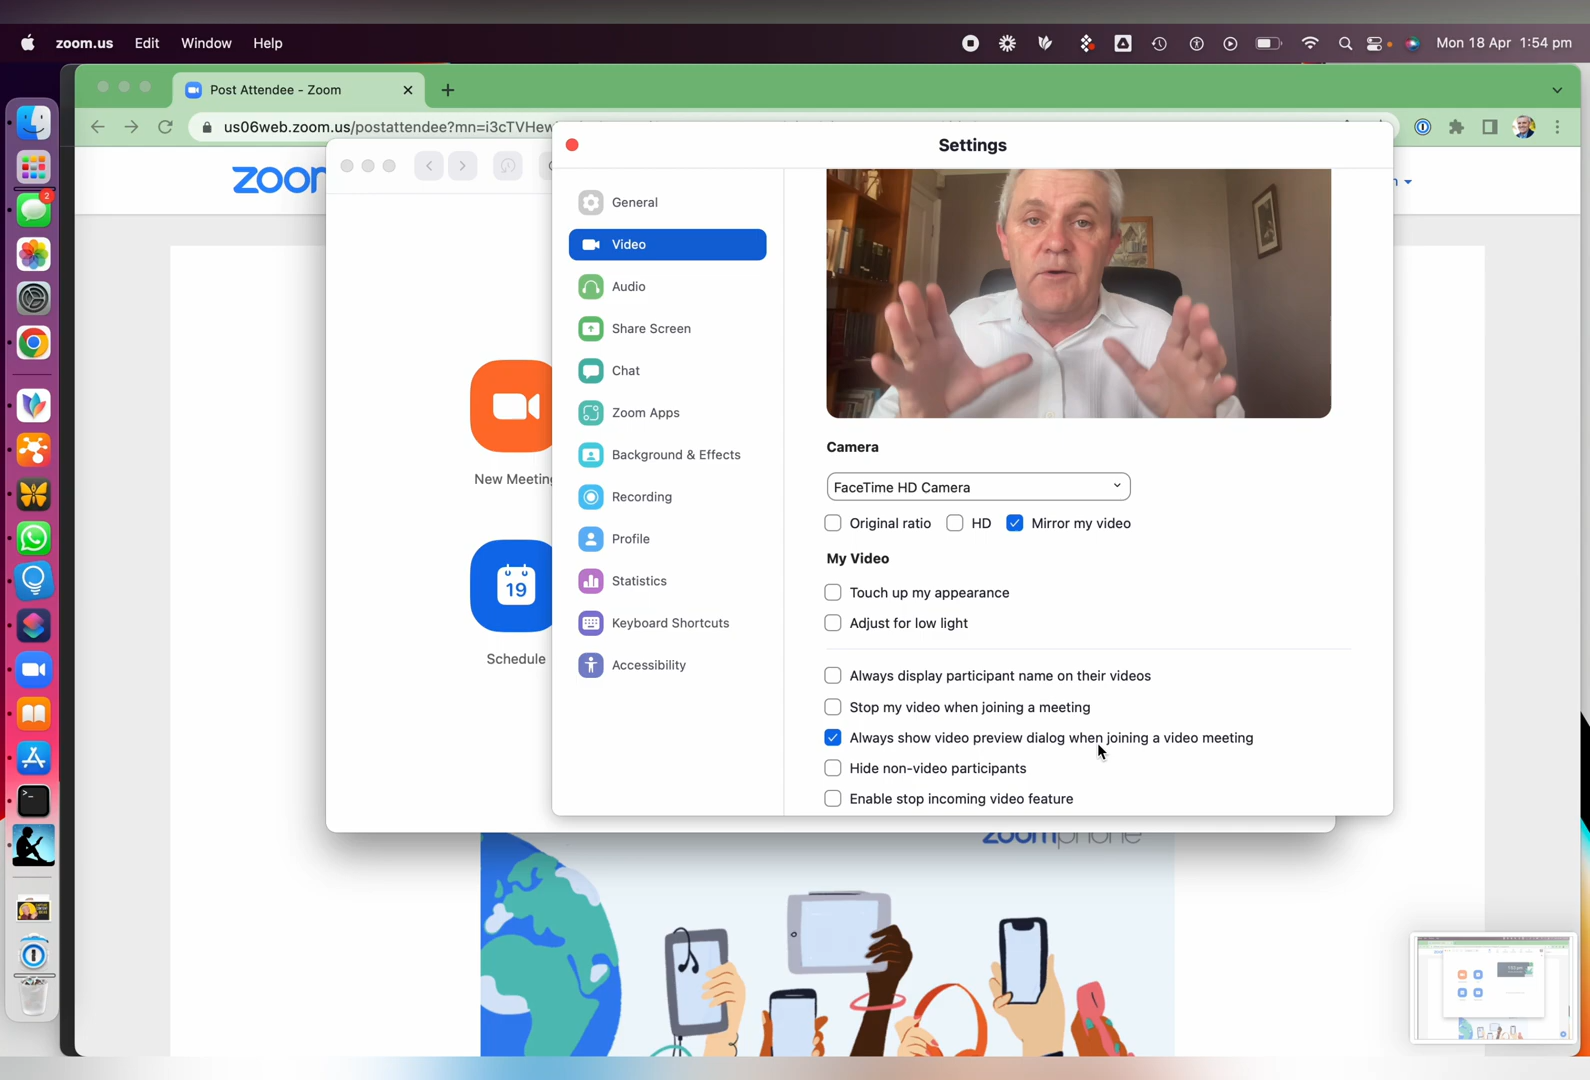 zoom.us Edit Window Help Mon 18 Apr 1:54 pm
Post Attendee - Zoom
us06web.zoom.us/postattendee?mn=i3cTVHew
Settings
zoom
2
General
Video
Audio
Share Screen
Chat
Zoom Apps
Background & Effects
Recording
Profile
Statistics
Keyboard Shortcuts
Accessibility
New Meeting
19
Schedule
Camera
FaceTime HD Camera
Original ratio HD Mirror my video
My Video
Touch up my appearance
Adjust for low light
Always display participant name on their videos
Stop my video when joining a meeting
Always show video preview dialog when joining a video meeting
Hide non-video participants
Enable stop incoming video feature
zoomphone